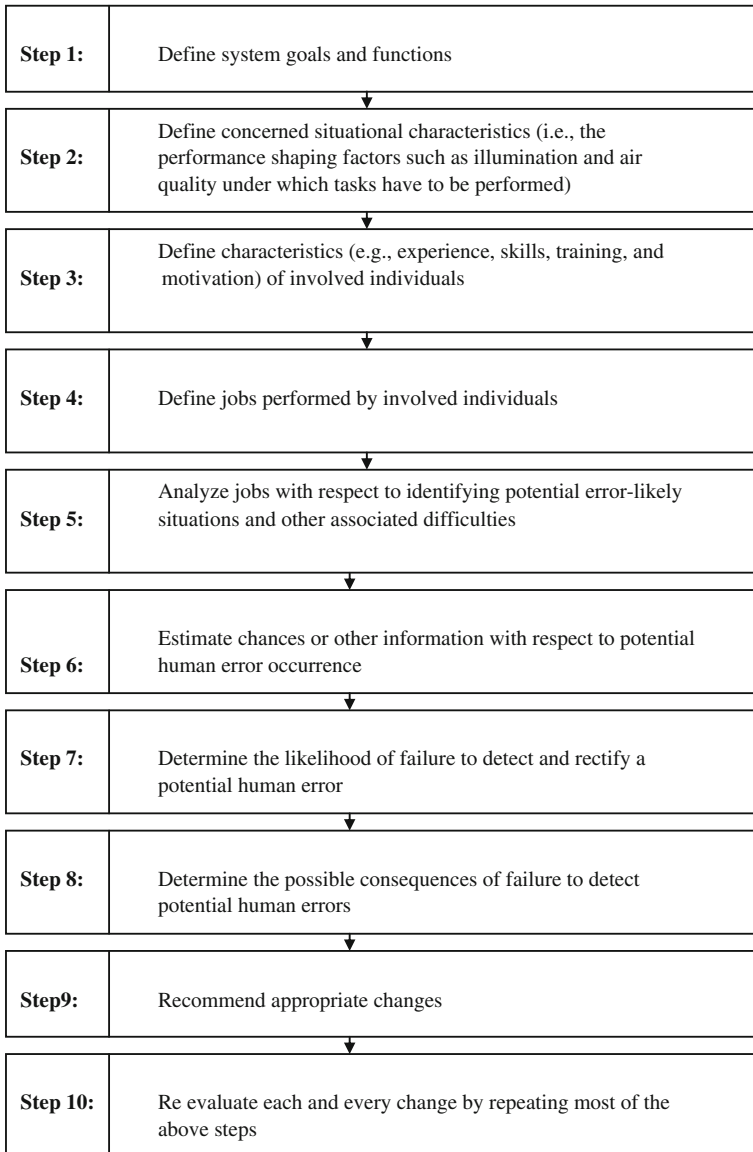 Step 1: Define system goals and functions
Define concerned situational characteristics (i.e., the
Step 2: performance shaping factors such as illumination and air
quality under which tasks have to be performed)
Define characteristics (e.g., experience, skills, training, and
Step 3: motivation) of involved individuals
Step 4: Define jobs performed by involved individuals
Analyze jobs with respect to identifying potential error-likely
Step 5: situations and other associated difficulties
Estimate chances or other information with respect to potential
Step 6: human error occurrence
Step 7: Determine the likelihood of failure to detect and rectify a
potential human error
Step 8: Determine the possible consequences of failure to detect
potential human errors
Step9: Recommend appropriate changes
Step 10: Re evaluate each and every change by repeating most of the
above steps